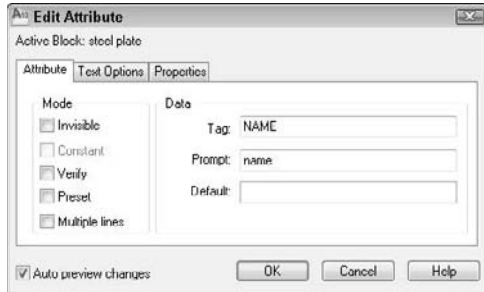 Edit Attribute
Active Block: steel plate
Attribute Text Options Properties
Mode
Invisible
Constant
Verify
Preset
Multiple lines
Data
Tag: NAME
Prompt: name
Default:
Auto preview changes
OK Cancel Help